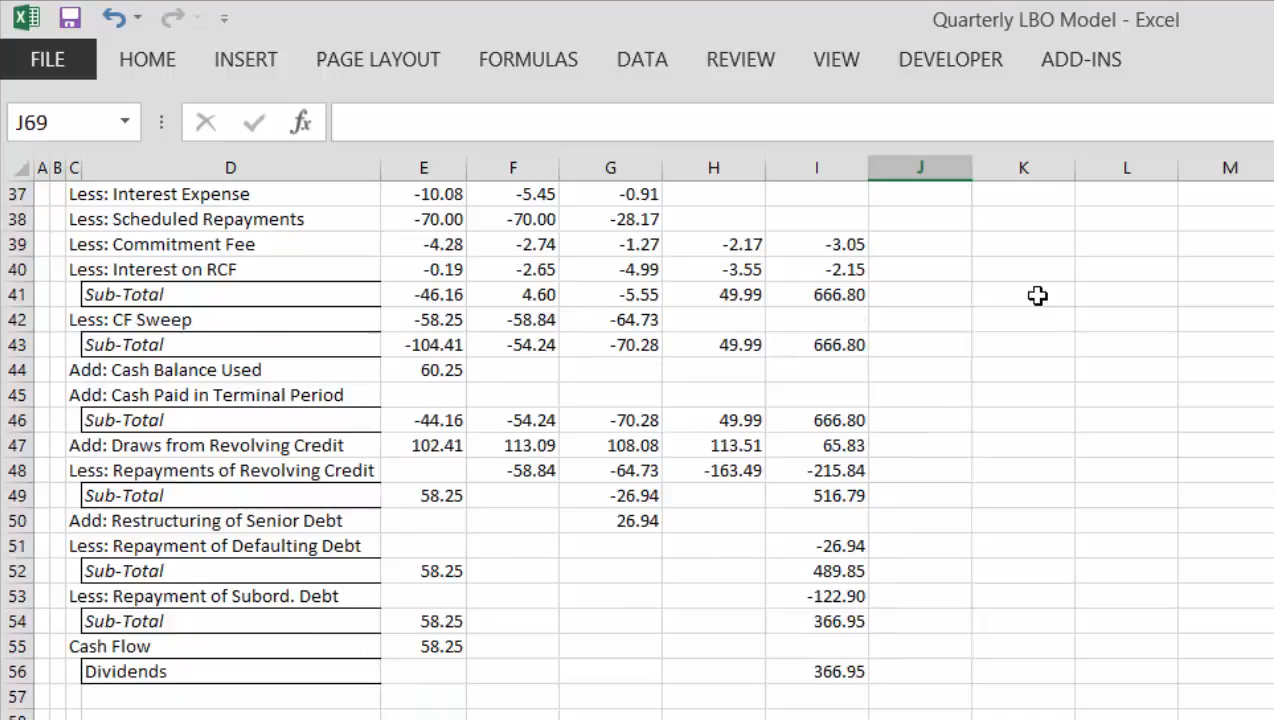 Quarterly LBO Model - Excel
FILE HOME INSERT PAGE LAYOUT FORMULAS DATA REVIEW VIEW DEVELOPER ADD-INS
J69 fx
A B C D E F G H I J K L M
37 Less: Interest Expense -10.08 -5.45 -0.91
38 Less: Scheduled Repayments -70.00 -70.00 -28.17
39 Less: Commitment Fee -4.28 -2.74 -1.27 -2.17 -3.05
40 Less: Interest on RCF -0.19 -2.65 -4.99 -3.55 -2.15
41 Sub-Total -46.16 4.60 -5.55 49.99 666.80
42 Less: CF Sweep -58.25 -58.84 -64.73
43 Sub-Total -104.41 -54.24 -70.28 49.99 666.80
44 Add: Cash Balance Used 60.25
45 Add: Cash Paid in Terminal Period
46 Sub-Total -44.16 -54.24 -70.28 49.99 666.80
47 Add: Draws from Revolving Credit 102.41 113.09 108.08 113.51 65.83
48 Less: Repayments of Revolving Credit -58.84 -64.73 -163.49 -215.84
49 Sub-Total 58.25 -26.94 516.79
50 Add: Restructuring of Senior Debt 26.94
51 Less: Repayment of Defaulting Debt -26.94
52 Sub-Total 58.25 489.85
53 Less: Repayment of Subord. Debt -122.90
54 Sub-Total 58.25 366.95
55 Cash Flow 58.25
56 Dividends 366.95
57